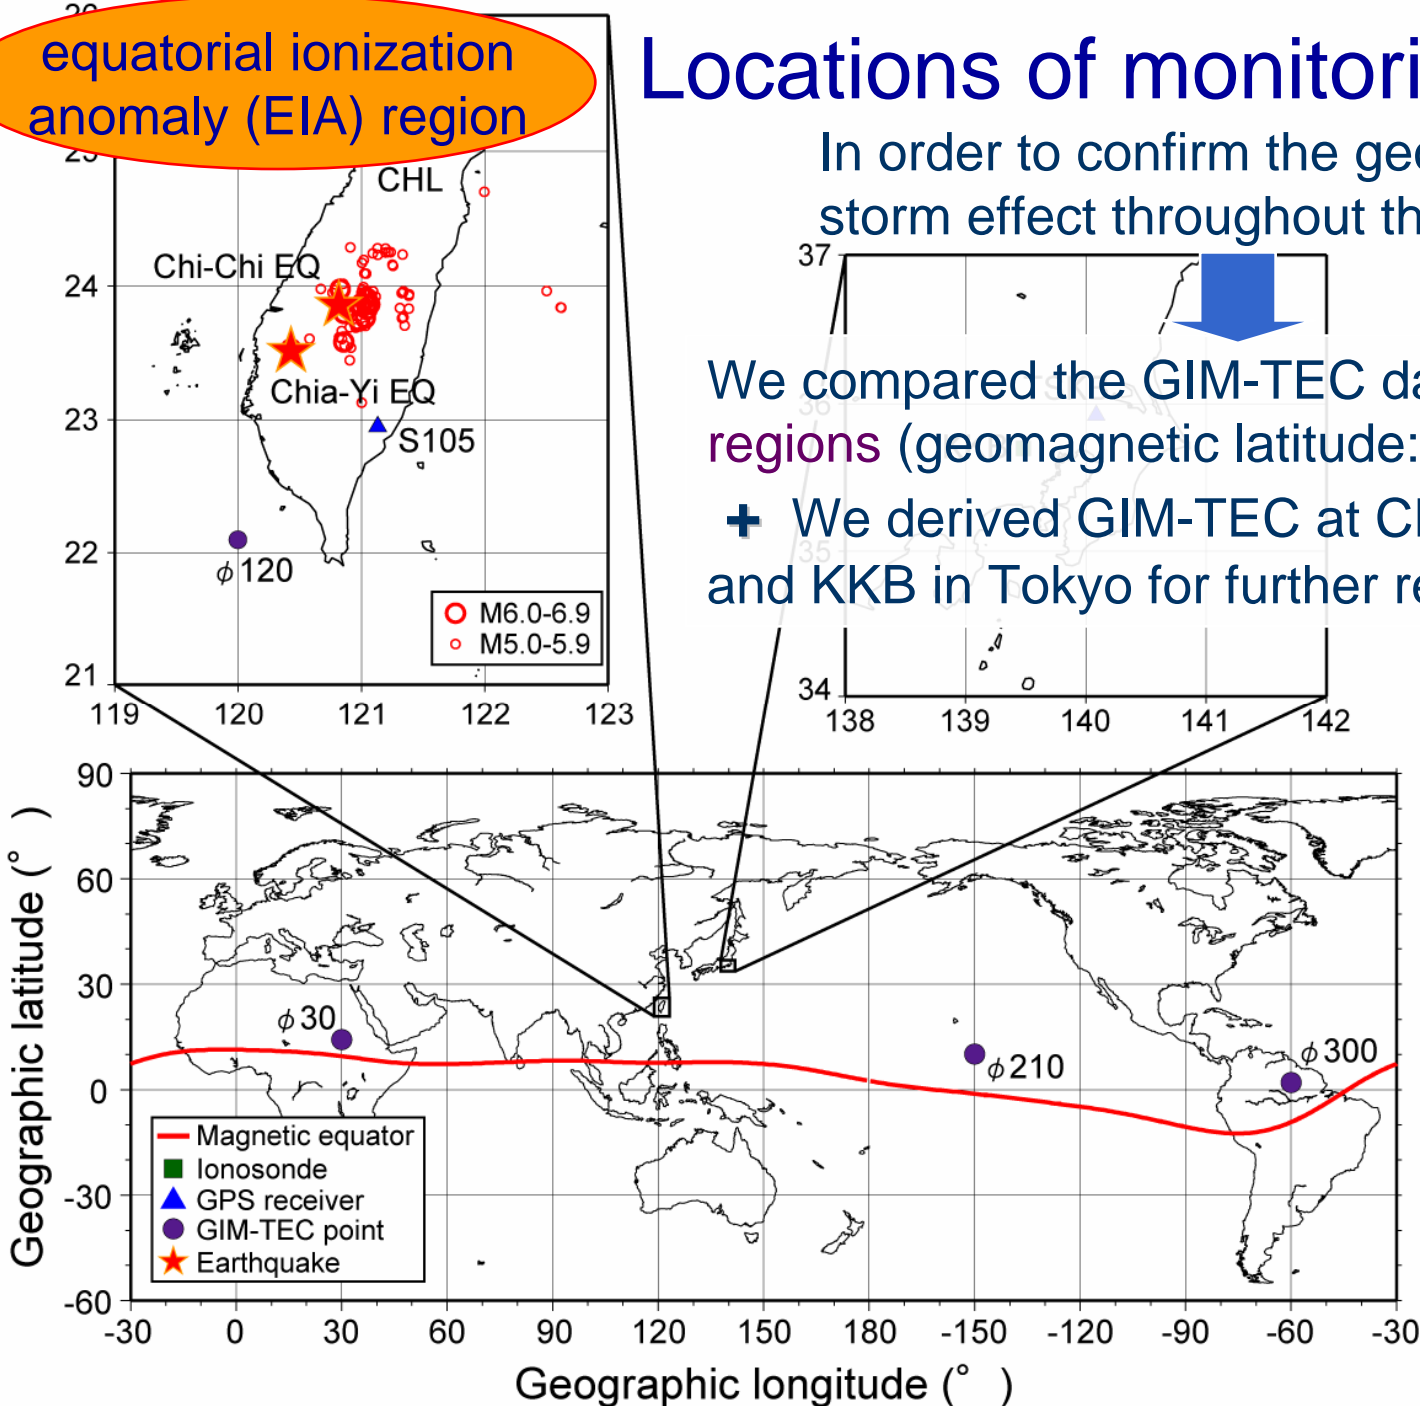 equatorial ionization
anomaly (EIA) region
Locations of monitori
In order to confirm the geo
storm effect throughout th
We compared the GIM-TEC da
regions (geomagnetic latitude:
+ We derived GIM-TEC at C
and KKB in Tokyo for further re
25
24
23
22
21
119 120 121 122 123
CHL
Chi-Chi EQ
Chia-Yi EQ
S105
φ120
M6.0-6.9
M5.0-5.9
37
36
35
34
138 139 140 141 142
90
60
30
0
-30
-60
-30 0 30 60 90 120 150 180 -150 -120 -90 -60 -30
Geographic latitude (°)
Geographic longitude (°)
φ30
φ210
φ300
Magnetic equator
Ionosonde
GPS receiver
GIM-TEC point
Earthquake